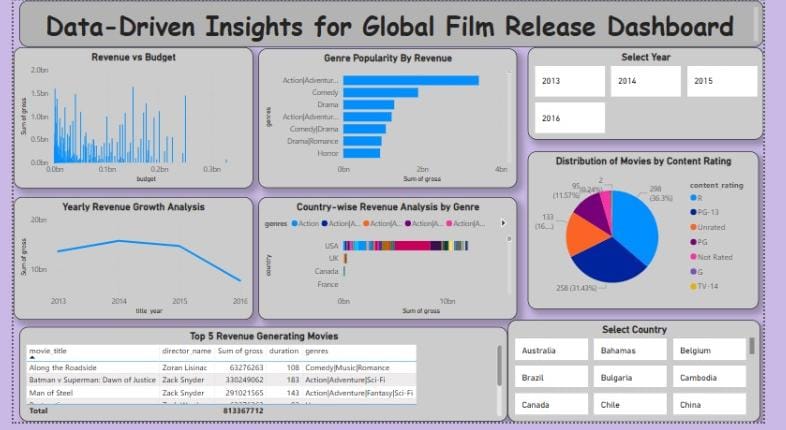 Data-Driven Insights for Global Film Release Dashboard
Revenue vs Budget
2.0bn
1.5bn
1.0bn
0.5bn
0.0bn
Sum of gross
0.0bn 0.1bn 0.2bn 0.3bn
budget
Genre Popularity By Revenue
genres
Action|Adventur...
Comedy
Drama
Action|Adventur...
Comedy|Drama
Drama|Romance
Horror
0bn 2bn 4bn
Sum of gross
Select Year
2013 2014 2015
2016
Distribution of Movies by Content Rating
2
95
(11.57%)
298
(36.3%)
133
(16....)
258 (31.43%)
content rating
R
PG-13
Unrated
PG
Not Rated
G
TV-14
Yearly Revenue Growth Analysis
20bn
10bn
Sum of gross
2013 2014 2015 2016
title_year
Country-wise Revenue Analysis by Genre
genres Action Action|A... Action|A... Action|A... Action|A...
country
USA
UK
Canada
France
0bn 10bn
Sum of gross
Top 5 Revenue Generating Movies
movie_title director_name Sum of gross duration genres
Along the Roadside Zoran Lisinac 63276263 108 Comedy|Music|Romance
Batman v Superman: Dawn of Justice Zack Snyder 330249062 183 Action|Adventure|Sci-Fi
Man of Steel Zack Snyder 291021565 143 Action|Adventure|Fantasy|Sci-Fi
Total 813367712
Select Country
Australia Bahamas Belgium
Brazil Bulgaria Cambodia
Canada Chile China